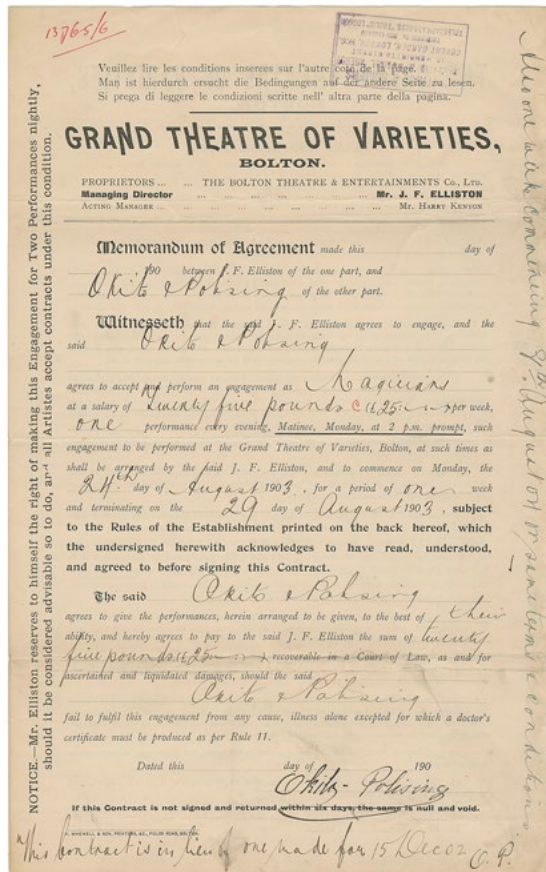 13765/6
Veuillez lire les conditions inserces sur l'autre coté de la page.
Man ist hierdurch ersucht die Bedingungen auf der andere Seite zu lesen.
Si prega di leggere le condizioni scritte nell' altra parte della pagina.
GRAND THEATRE OF VARIETIES,
BOLTON.
PROPRIETORS ... ... THE BOLTON THEATRE & ENTERTAINMENTS Co., LTD.
Managing Director ... ... ... ... ... Mr. J. F. ELLISTON
ACTING MANAGER ... ... ... ... ... ... Mr. HARRY KENYON
Memorandum of Agreement made this day of
190 between J. F. Elliston of the one part, and
Okito & Pohsing of the other part.
Witnesseth that the said J. F. Elliston agrees to engage, and the
said Okito & Pohsing
agrees to accept and perform an engagement as Magicians
at a salary of Twenty five pounds £25 per week,
one performance every evening, Matinee, Monday, at 2 p.m. prompt, such
engagement to be performed at the Grand Theatre of Varieties, Bolton, at such times as
shall be arranged by the said J. F. Elliston, and to commence on Monday, the
24th day of August 1903, for a period of one week
and terminating on the 29 day of August 1903, subject
to the Rules of the Establishment printed on the back hereof, which
the undersigned herewith acknowledges to have read, understood,
and agreed to before signing this Contract.
The said Okito & Pohsing
agrees to give the performances, herein arranged to be given, to the best of their
ability, and hereby agrees to pay to the said J. F. Elliston the sum of twenty
five pounds £25 recoverable in a Court of Law, as and for
ascertained and liquidated damages, should the said
Okito & Pohsing
fail to fulfil this engagement from any cause, illness alone excepted for which a doctor's
certificate must be produced as per Rule 11.
Dated this day of 190
Okito - Pohsing
If this Contract is not signed and returned within six days, the same is null and void.
This contract is in lieu of one made for 15 Dec 02 O.P.
NOTICE.—Mr. Elliston reserves to himself the right of making this Engagement for Two Performances nightly,
should it be considered advisable so to do, and all Artistes accept contracts under this condition.
Also one week commencing August on same terms & conditions